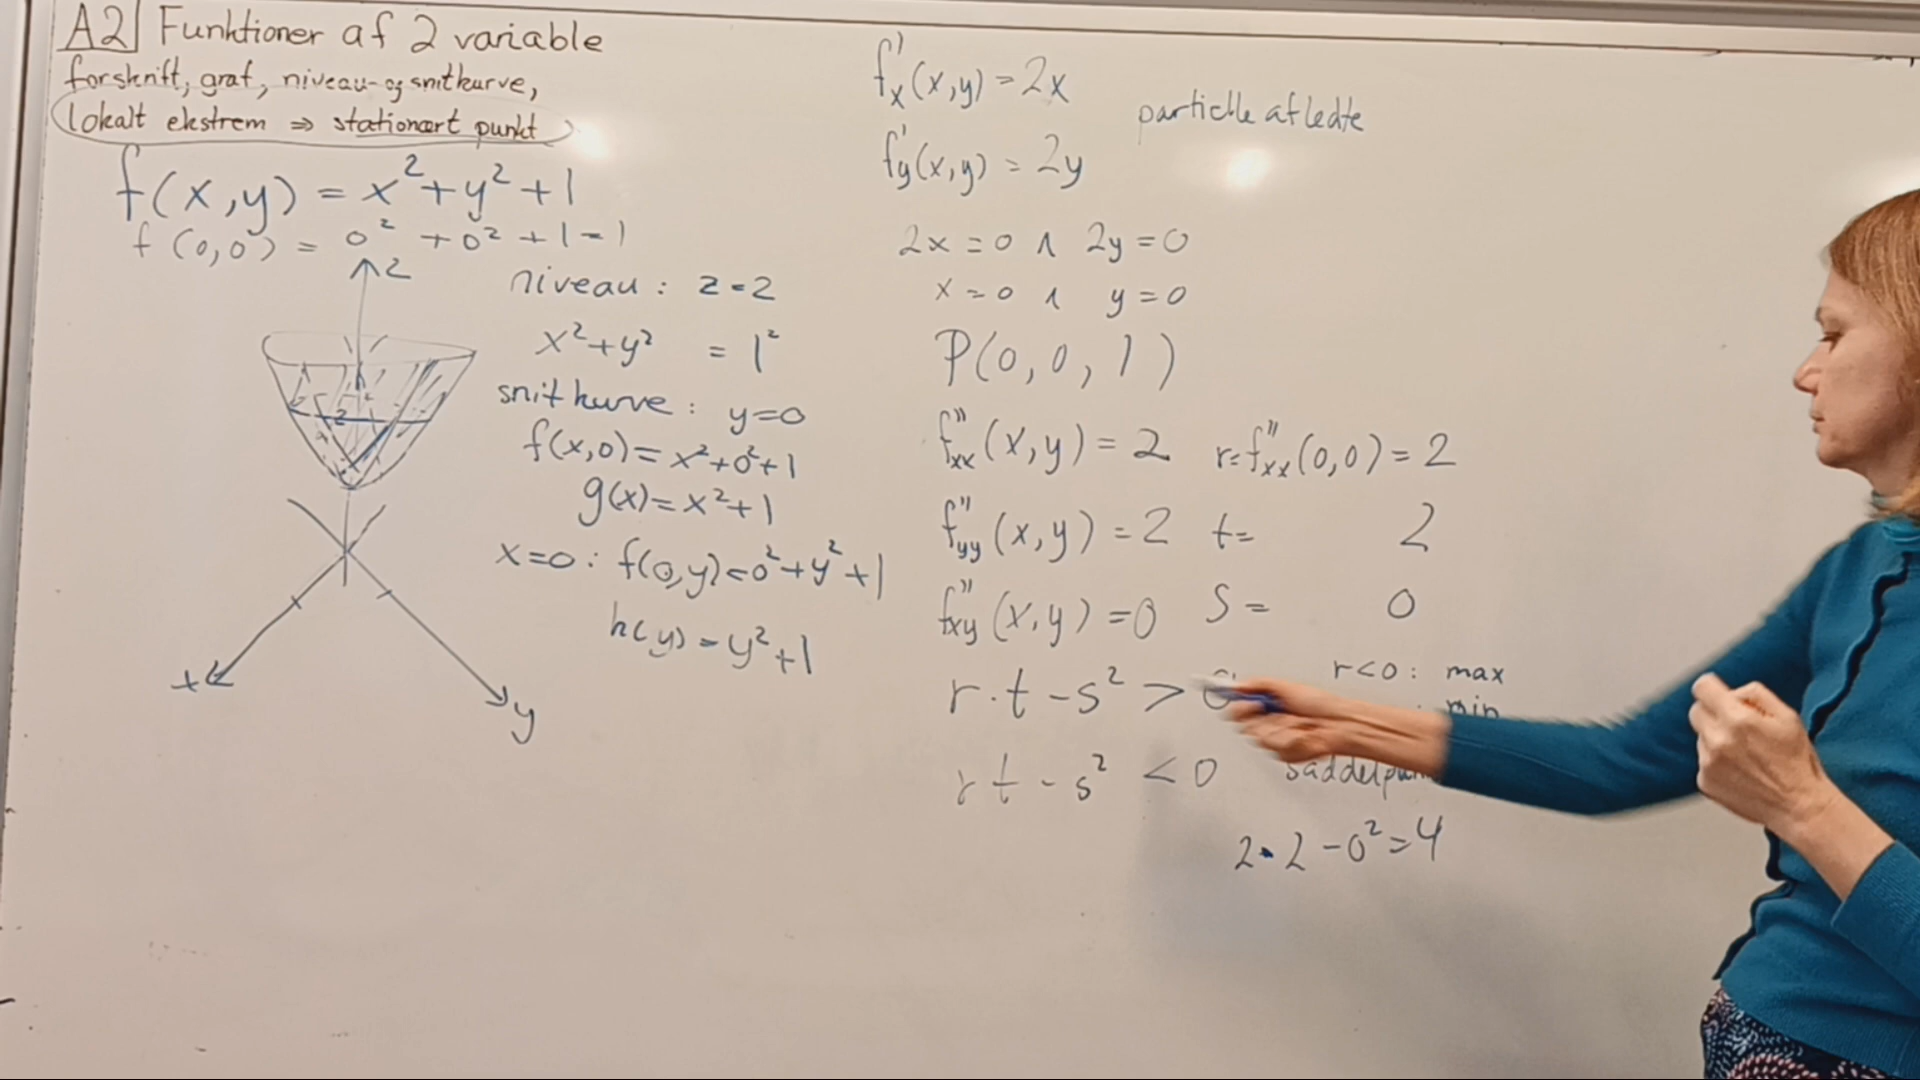 A2 Funktioner af 2 variable
forskrift, graf, niveau- og snitkurve,
lokalt ekstrem ⇒ stationært punkt
f(x,y) = x²+y²+1
f(0,0) = 0²+0²+1=1
z
x
y
niveau: z=2
x²+y² = 1²
snitkurve: y=0
f(x,0)=x²+0²+1
g(x)=x²+1
x=0: f(0,y)=0²+y²+1
h(y)=y²+1
f'x(x,y)=2x
partielle afledte
f'y(x,y)=2y
2x=0 ∧ 2y=0
x=0 ∧ y=0
P(0,0,1)
f''xx(x,y)=2 r=f''xx(0,0)=2
f''yy(x,y)=2 t= 2
f''xy(x,y)=0 s= 0
r·t-s² > 0 r<0: max
min
rt-s² <0
2·2-0²=4